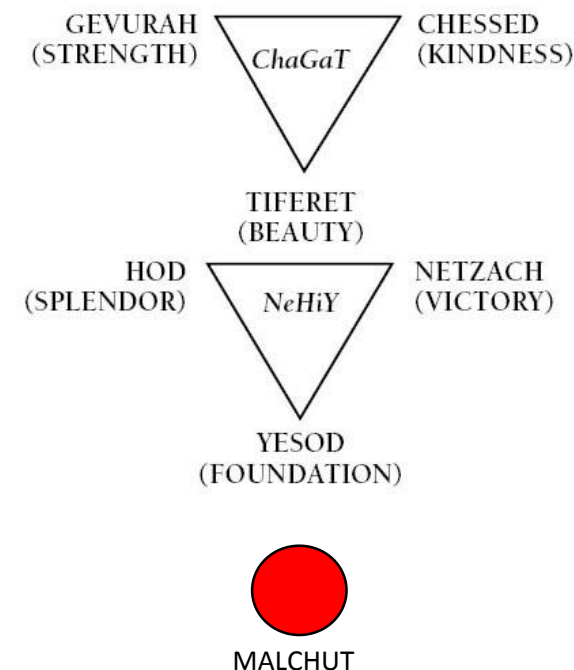 GEVURAH
(STRENGTH)
ChaGaT
CHESSED
(KINDNESS)
TIFERET
(BEAUTY)
HOD
(SPLENDOR)
NeHiY
NETZACH
(VICTORY)
YESOD
(FOUNDATION)
MALCHUT